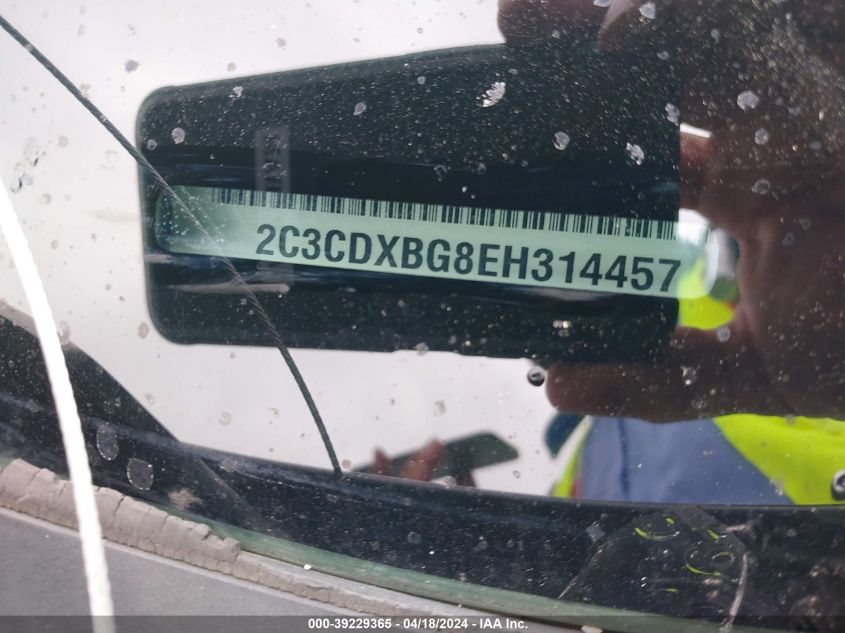 2C3CDXBG8EH314457
000-39229365 - 04/18/2024 - IAA Inc.